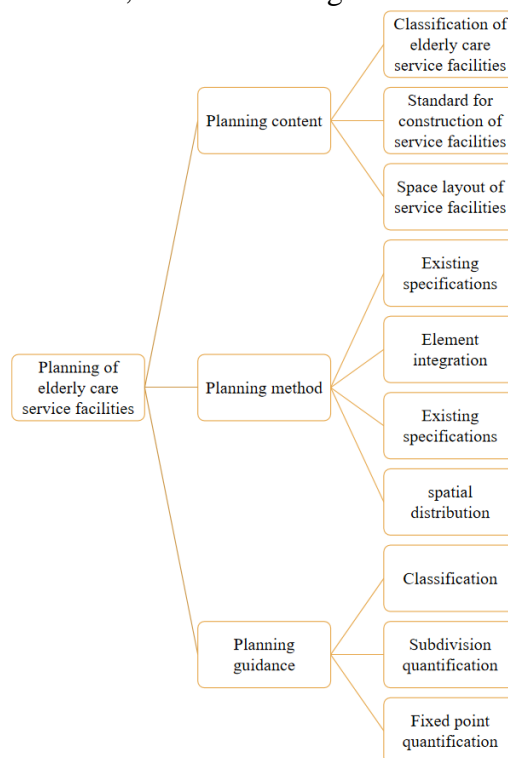 Classification of
elderly care
service facilities
Planning content
Standard for
construction of
service facilities
Space layout of
service facilities
Existing
specifications
Element
integration
Planning of
elderly care
service facilities
Planning method
Existing
specifications
spatial
distribution
Classification
Planning
guidance
Subdivision
quantification
Fixed point
quantification